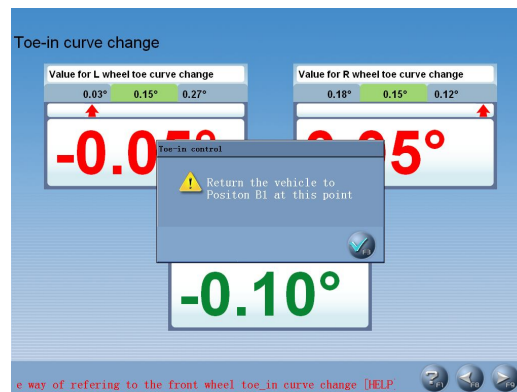 Toe-in curve change
Value for L wheel toe curve change
Value for R wheel toe curve change
0.03° 0.15° 0.27°
0.18° 0.15° 0.12°
Toe-in control
Return the vehicle to
Positon B1 at this point
F3
-0.10°
e way of refering to the front wheel toe_in curve change [HELP
? F1
F8
F9